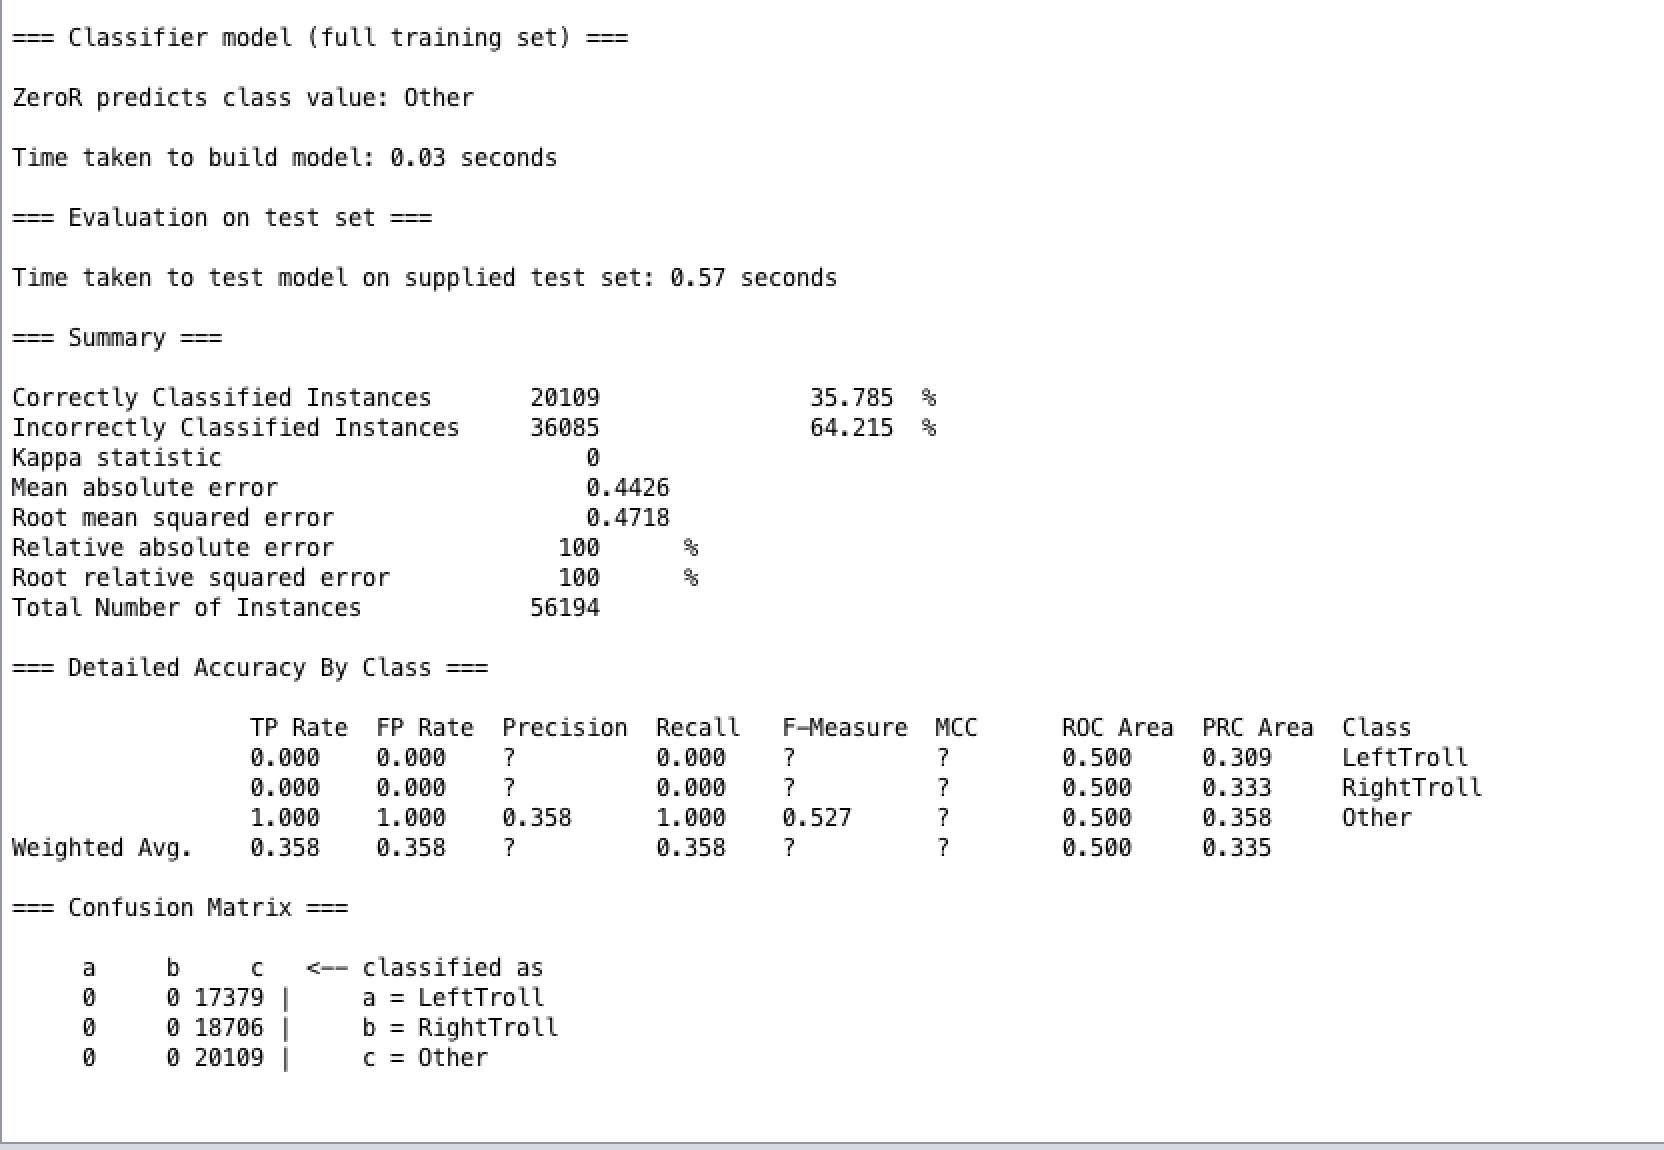 === Classifier model (full training set) ===
ZeroR predicts class value: Other
Time taken to build model: 0.03 seconds
=== Evaluation on test set ===
Time taken to test model on supplied test set: 0.57 seconds
=== Summary ===
Correctly Classified Instances 20109 35.785 %
Incorrectly Classified Instances 36085 64.215 %
Kappa statistic 0
Mean absolute error 0.4426
Root mean squared error 0.4718
Relative absolute error 100 %
Root relative squared error 100 %
Total Number of Instances 56194
=== Detailed Accuracy By Class ===
TP Rate FP Rate Precision Recall F-Measure MCC ROC Area PRC Area Class
0.000 0.000 ? 0.000 ? ? 0.500 0.309 LeftTroll
0.000 0.000 ? 0.000 ? ? 0.500 0.333 RightTroll
1.000 1.000 0.358 1.000 0.527 ? 0.500 0.358 Other
Weighted Avg. 0.358 0.358 ? 0.358 ? ? 0.500 0.335
=== Confusion Matrix ===
a b c <-- classified as
0 0 17379 | a = LeftTroll
0 0 18706 | b = RightTroll
0 0 20109 | c = Other